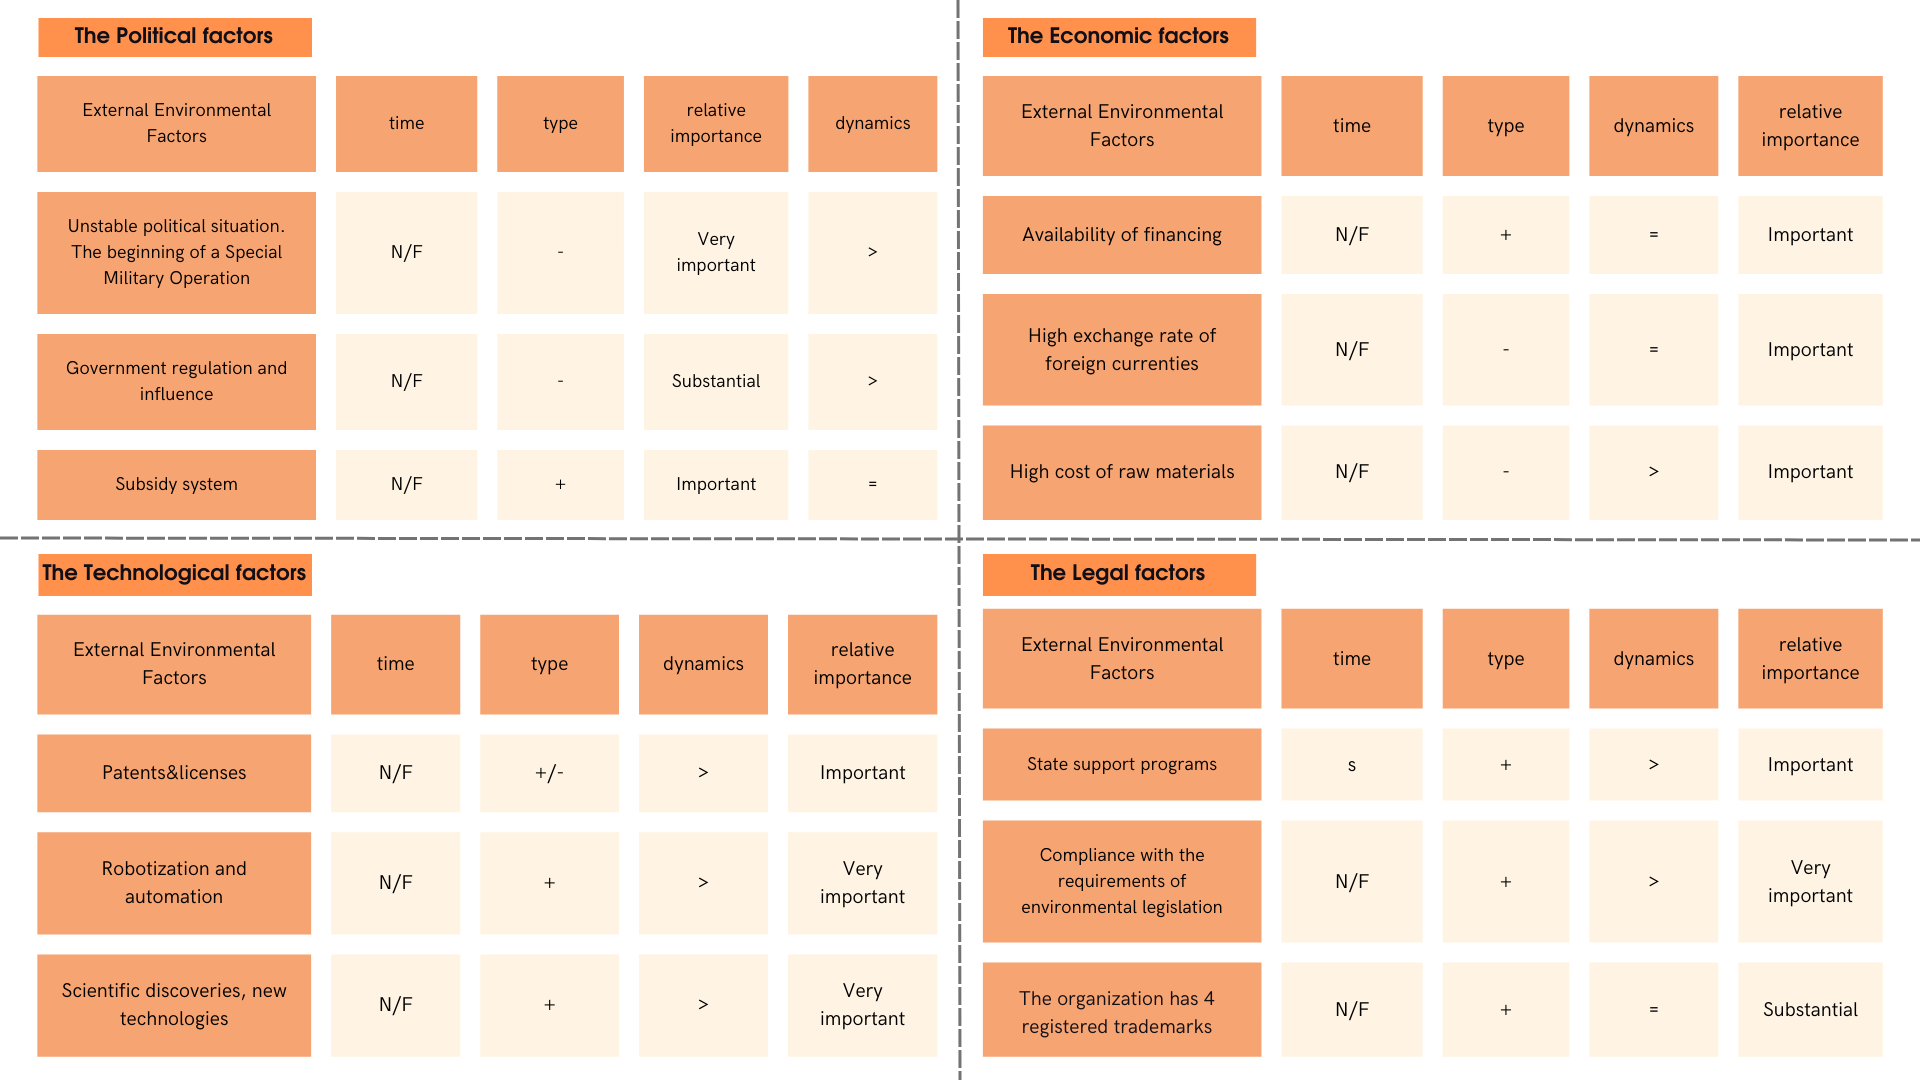 The Political factors
External Environmental
Factors
time
type
relative
importance
dynamics
Unstable political situation.
The beginning of a Special
Military Operation
N/F
-
Very
important
>
Government regulation and
influence
N/F
-
Substantial
>
Subsidy system
N/F
+
Important
=
The Economic factors
External Environmental
Factors
time
type
dynamics
relative
importance
Availability of financing
N/F
+
=
Important
High exchange rate of
foreign currenties
N/F
-
=
Important
High cost of raw materials
N/F
-
>
Important
The Technological factors
External Environmental
Factors
time
type
dynamics
relative
importance
Patents&licenses
N/F
+/-
>
Important
Robotization and
automation
N/F
+
>
Very
important
Scientific discoveries, new
technologies
N/F
+
>
Very
important
The Legal factors
External Environmental
Factors
time
type
dynamics
relative
importance
State support programs
s
+
>
Important
Compliance with the
requirements of
environmental legislation
N/F
+
>
Very
important
The organization has 4
registered trademarks
N/F
+
=
Substantial